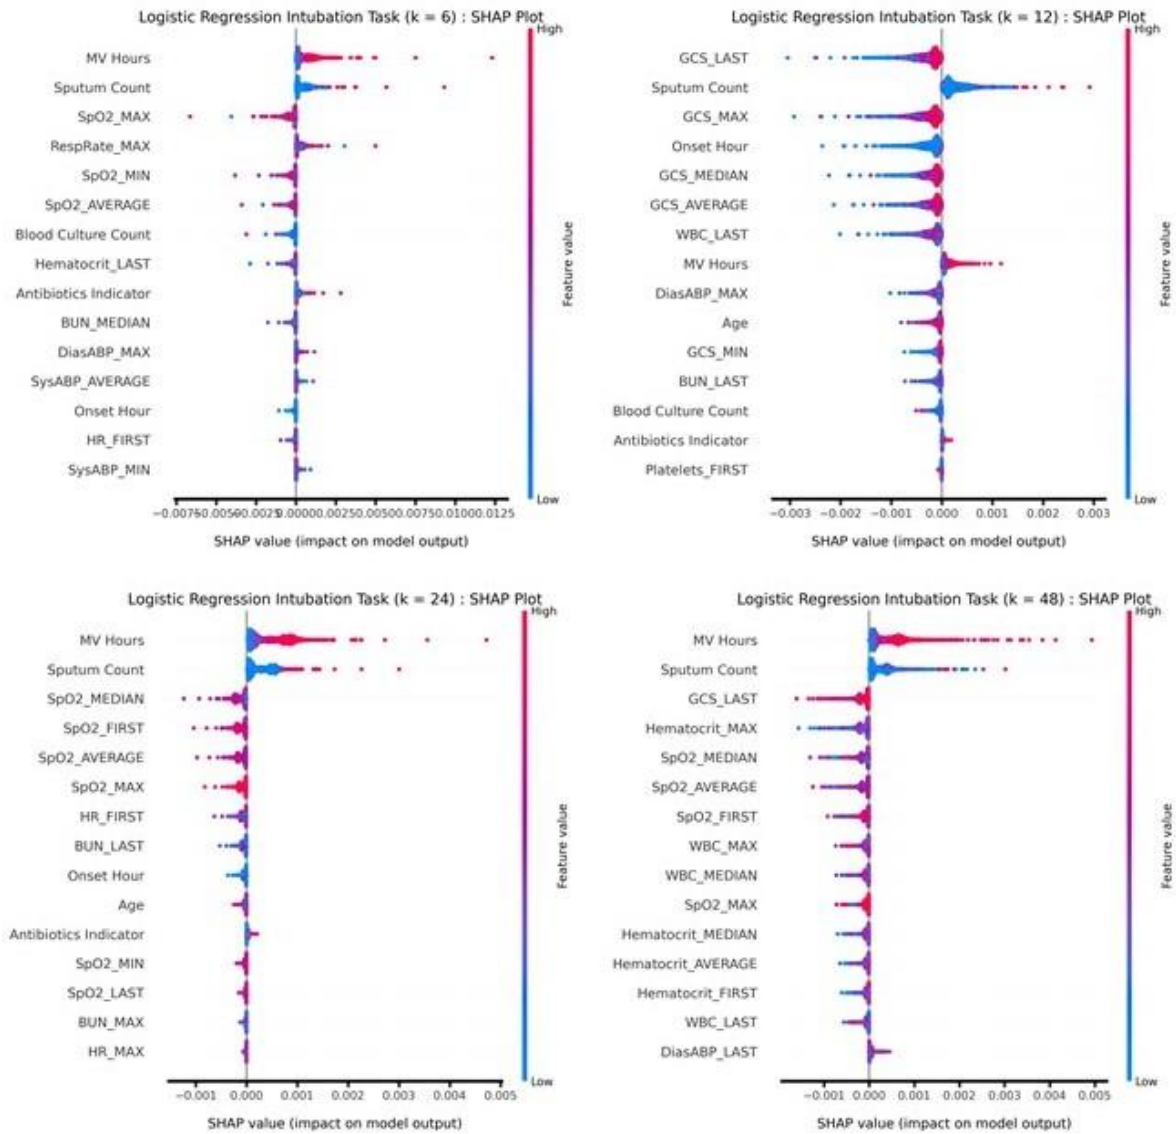 Logistic Regression Intubation Task (k = 6) : SHAP Plot
High
MV Hours
Sputum Count
SpO2_MAX
RespRate_MAX
SpO2_MIN
SpO2_AVERAGE
Blood Culture Count
Hematocrit_LAST
Antibiotics Indicator
BUN_MEDIAN
DiasABP_MAX
SysABP_AVERAGE
Onset Hour
HR_FIRST
SysABP_MIN
Feature value
Low
SHAP value (impact on model output)
Logistic Regression Intubation Task (k = 12) : SHAP Plot
High
GCS_LAST
Sputum Count
GCS_MAX
Onset Hour
GCS_MEDIAN
GCS_AVERAGE
WBC_LAST
MV Hours
DiasABP_MAX
Age
GCS_MIN
BUN_LAST
Blood Culture Count
Antibiotics Indicator
Platelets_FIRST
Feature value
Low
−0.003 −0.002 −0.001 0.000 0.001 0.002 0.003
SHAP value (impact on model output)
Logistic Regression Intubation Task (k = 24) : SHAP Plot
High
MV Hours
Sputum Count
SpO2_MEDIAN
SpO2_FIRST
SpO2_AVERAGE
SpO2_MAX
HR_FIRST
BUN_LAST
Onset Hour
Age
Antibiotics Indicator
SpO2_MIN
SpO2_LAST
BUN_MAX
HR_MAX
Feature value
Low
−0.001 0.000 0.001 0.002 0.003 0.004 0.005
SHAP value (impact on model output)
Logistic Regression Intubation Task (k = 48) : SHAP Plot
High
MV Hours
Sputum Count
GCS_LAST
Hematocrit_MAX
SpO2_MEDIAN
SpO2_AVERAGE
SpO2_FIRST
WBC_MAX
WBC_MEDIAN
SpO2_MAX
Hematocrit_MEDIAN
Hematocrit_AVERAGE
Hematocrit_FIRST
WBC_LAST
DiasABP_LAST
Feature value
Low
−0.001 0.000 0.001 0.002 0.003 0.004 0.005
SHAP value (impact on model output)